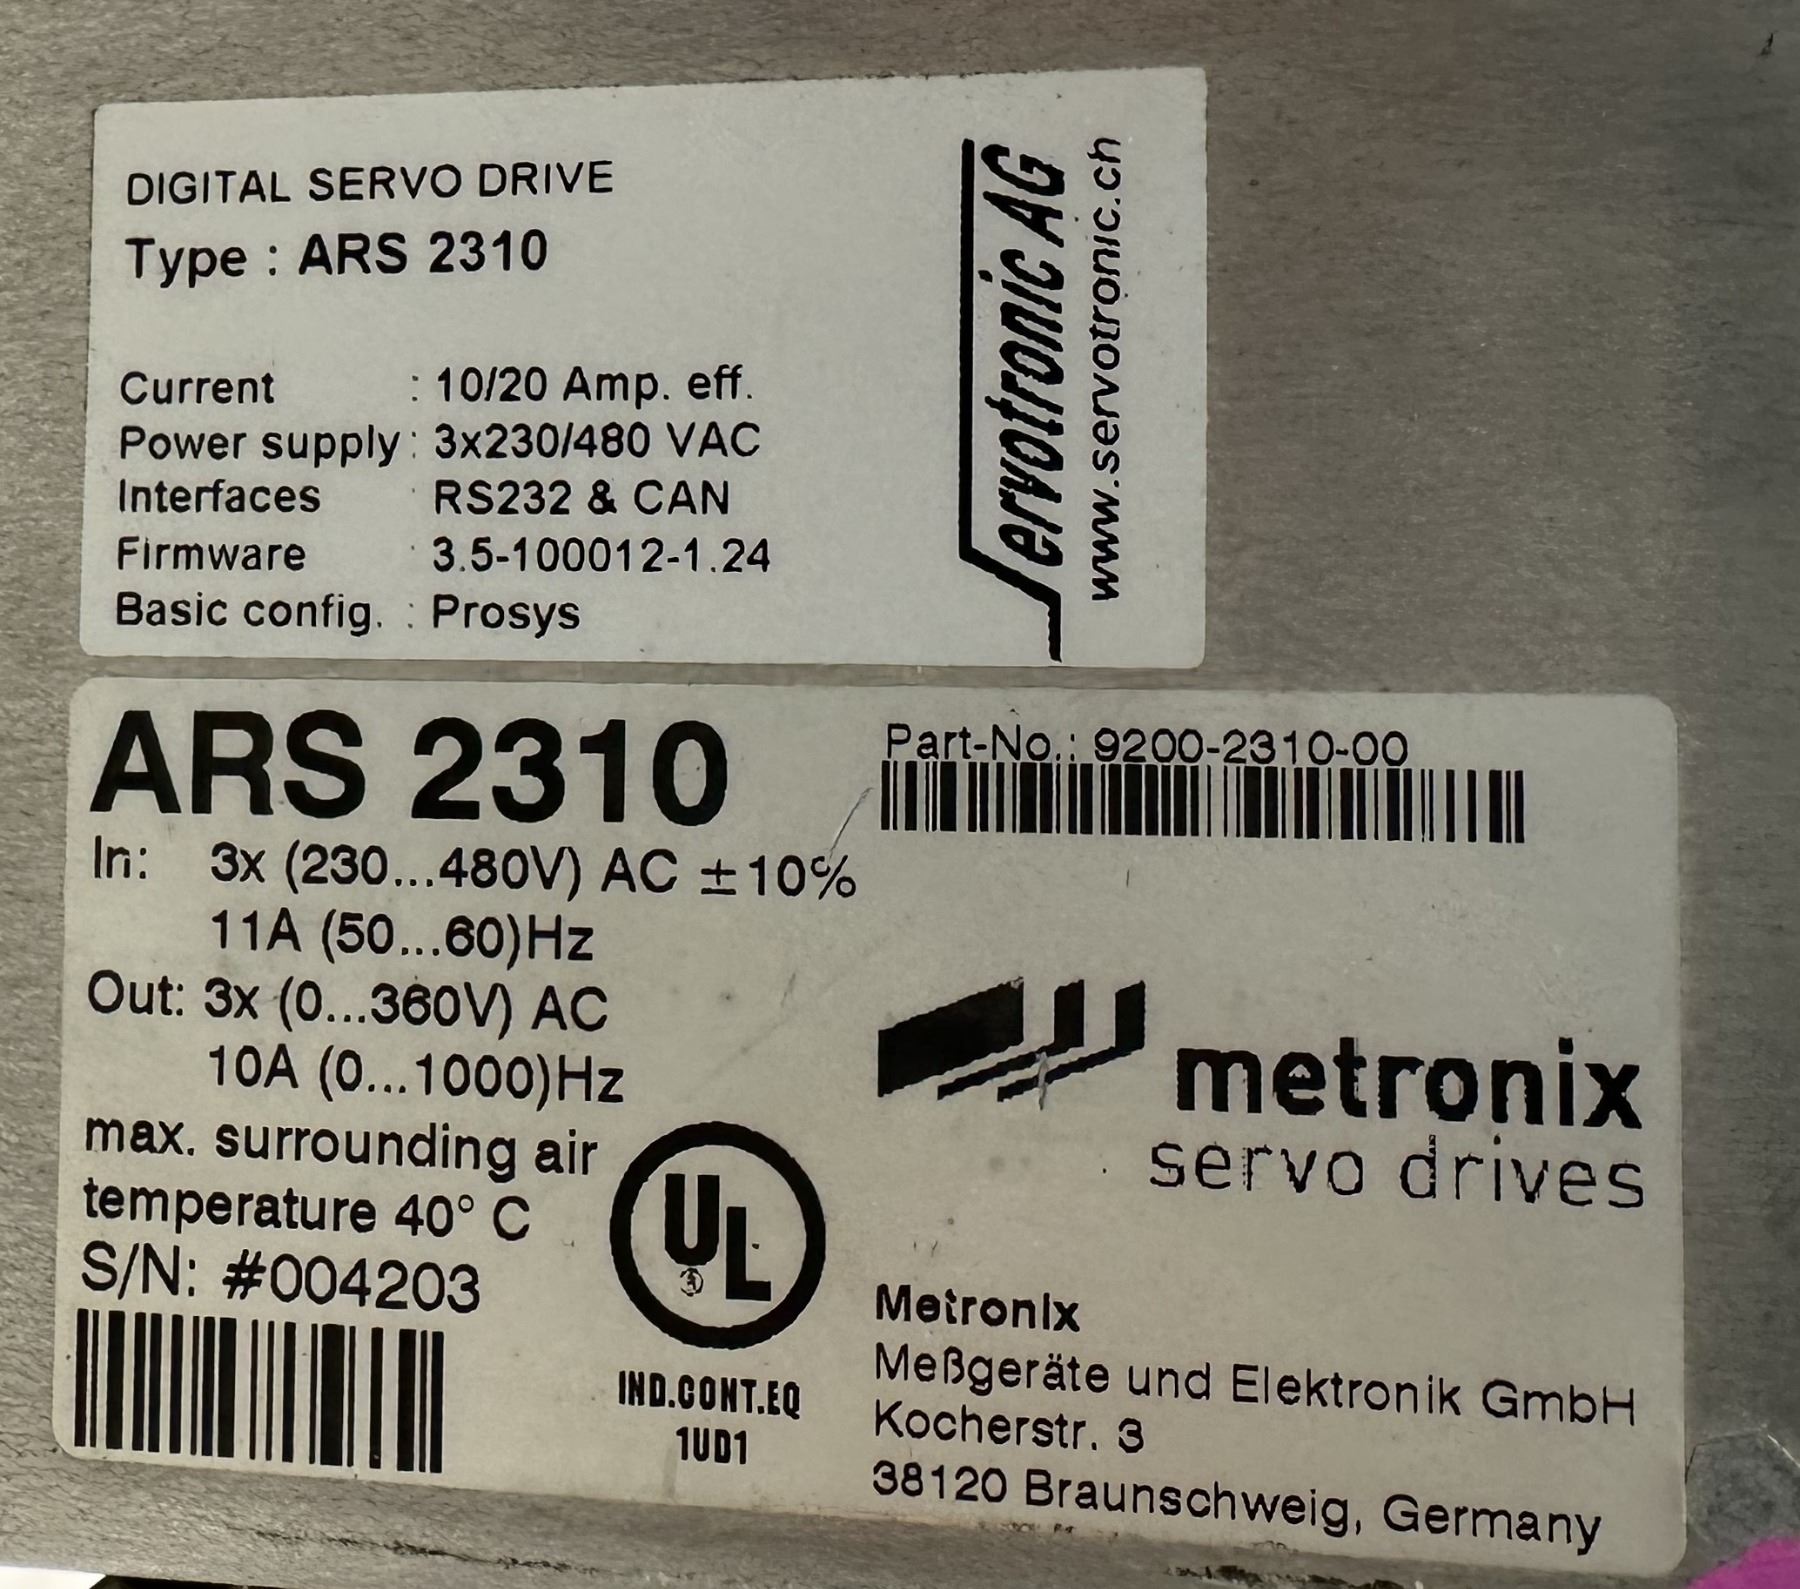 DIGITAL SERVO DRIVE
Type : ARS 2310
Current : 10/20 Amp. eff.
Power supply : 3x230/480 VAC
Interfaces : RS232 & CAN
Firmware : 3.5-100012-1.24
Basic config. : Prosys
Servotronic AG
www.servotronic.ch
ARS 2310
Part-No.: 9200-2310-00
In: 3x (230...480V) AC ±10%
11A (50...60)Hz
Out: 3x (0...360V) AC
10A (0...1000)Hz
max. surrounding air
temperature 40° C
S/N: #004203
UL
®
IND.CONT.EQ
1UD1
metronix
servo drives
Metronix
Meßgeräte und Elektronik GmbH
Kocherstr. 3
38120 Braunschweig, Germany